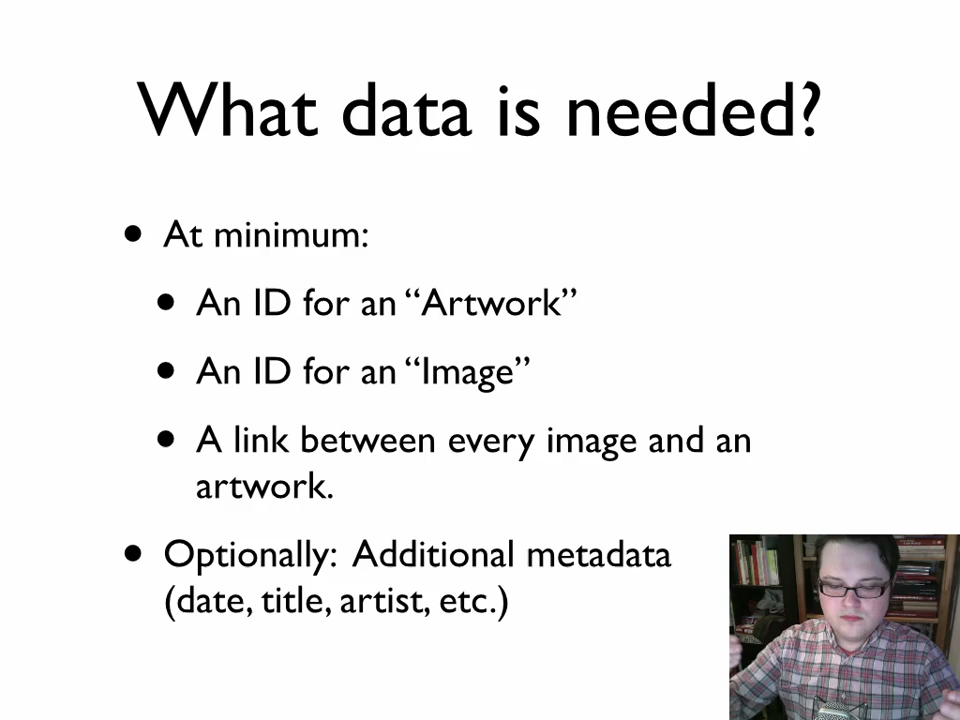 What data is needed?
• At minimum:
• An ID for an “Artwork”
• An ID for an “Image”
• A link between every image and an
artwork.
• Optionally: Additional metadata
(date, title, artist, etc.)